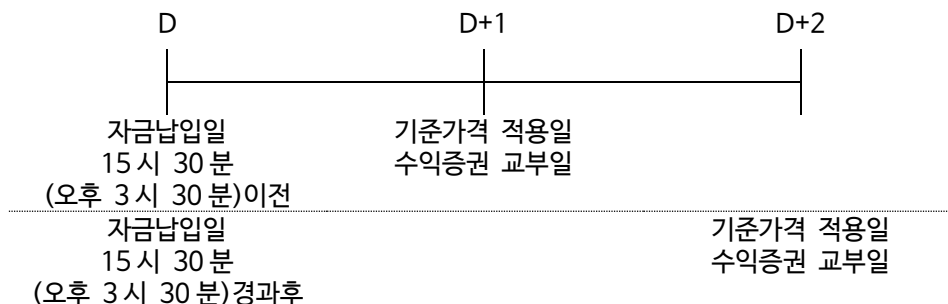 D D+1 D+2
자금납입일 기준가격 적용일
15시 30분 수익증권 교부일
(오후 3시 30분)이전
자금납입일 기준가격 적용일
15시 30분 수익증권 교부일
(오후 3시 30분)경과후